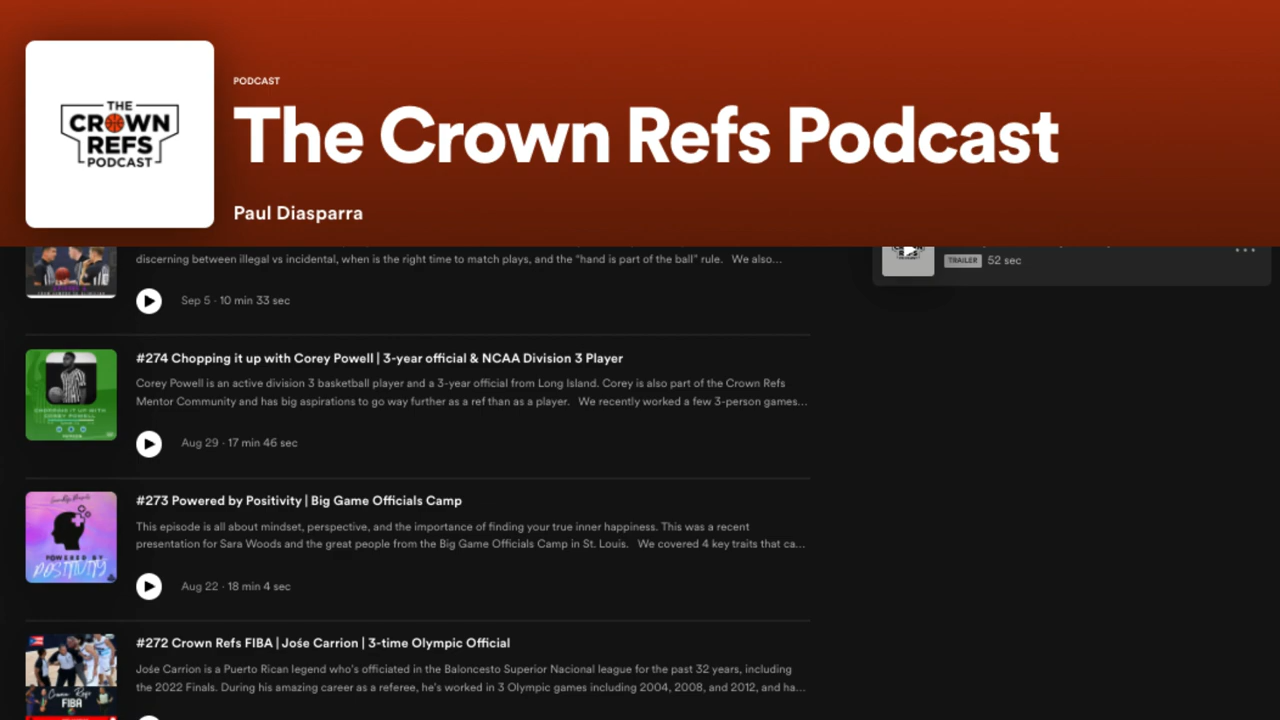 THE
CROWN
REFS
PODCAST
PODCAST
The Crown Refs Podcast
Paul Diasparra
discerning between illegal vs incidental, when is the right time to match plays, and the “hand is part of the ball” rule. We also...
Sep 5 · 10 min 33 sec
TRAILER 52 sec
#274 Chopping it up with Corey Powell | 3-year official & NCAA Division 3 Player
CHOPPING IT UP WITH
COREY POWELL
Corey Powell is an active division 3 basketball player and a 3-year official from Long Island. Corey is also part of the Crown Refs
Mentor Community and has big aspirations to go way further as a ref than as a player. We recently worked a few 3-person games...
Aug 29 · 17 min 46 sec
#273 Powered by Positivity | Big Game Officials Camp
POWERED BY
POSITIVITY
This episode is all about mindset, perspective, and the importance of finding your true inner happiness. This was a recent
presentation for Sara Woods and the great people from the Big Game Officials Camp in St. Louis. We covered 4 key traits that ca...
Aug 22 · 18 min 4 sec
#272 Crown Refs FIBA | Jośe Carrion | 3-time Olympic Official
Crown Refs
FIBA
Jośe Carrion is a Puerto Rican legend who's officiated in the Baloncesto Superior Nacional league for the past 32 years, including
the 2022 Finals. During his amazing career as a referee, he's worked in 3 Olympic games including 2004, 2008, and 2012, and ha...